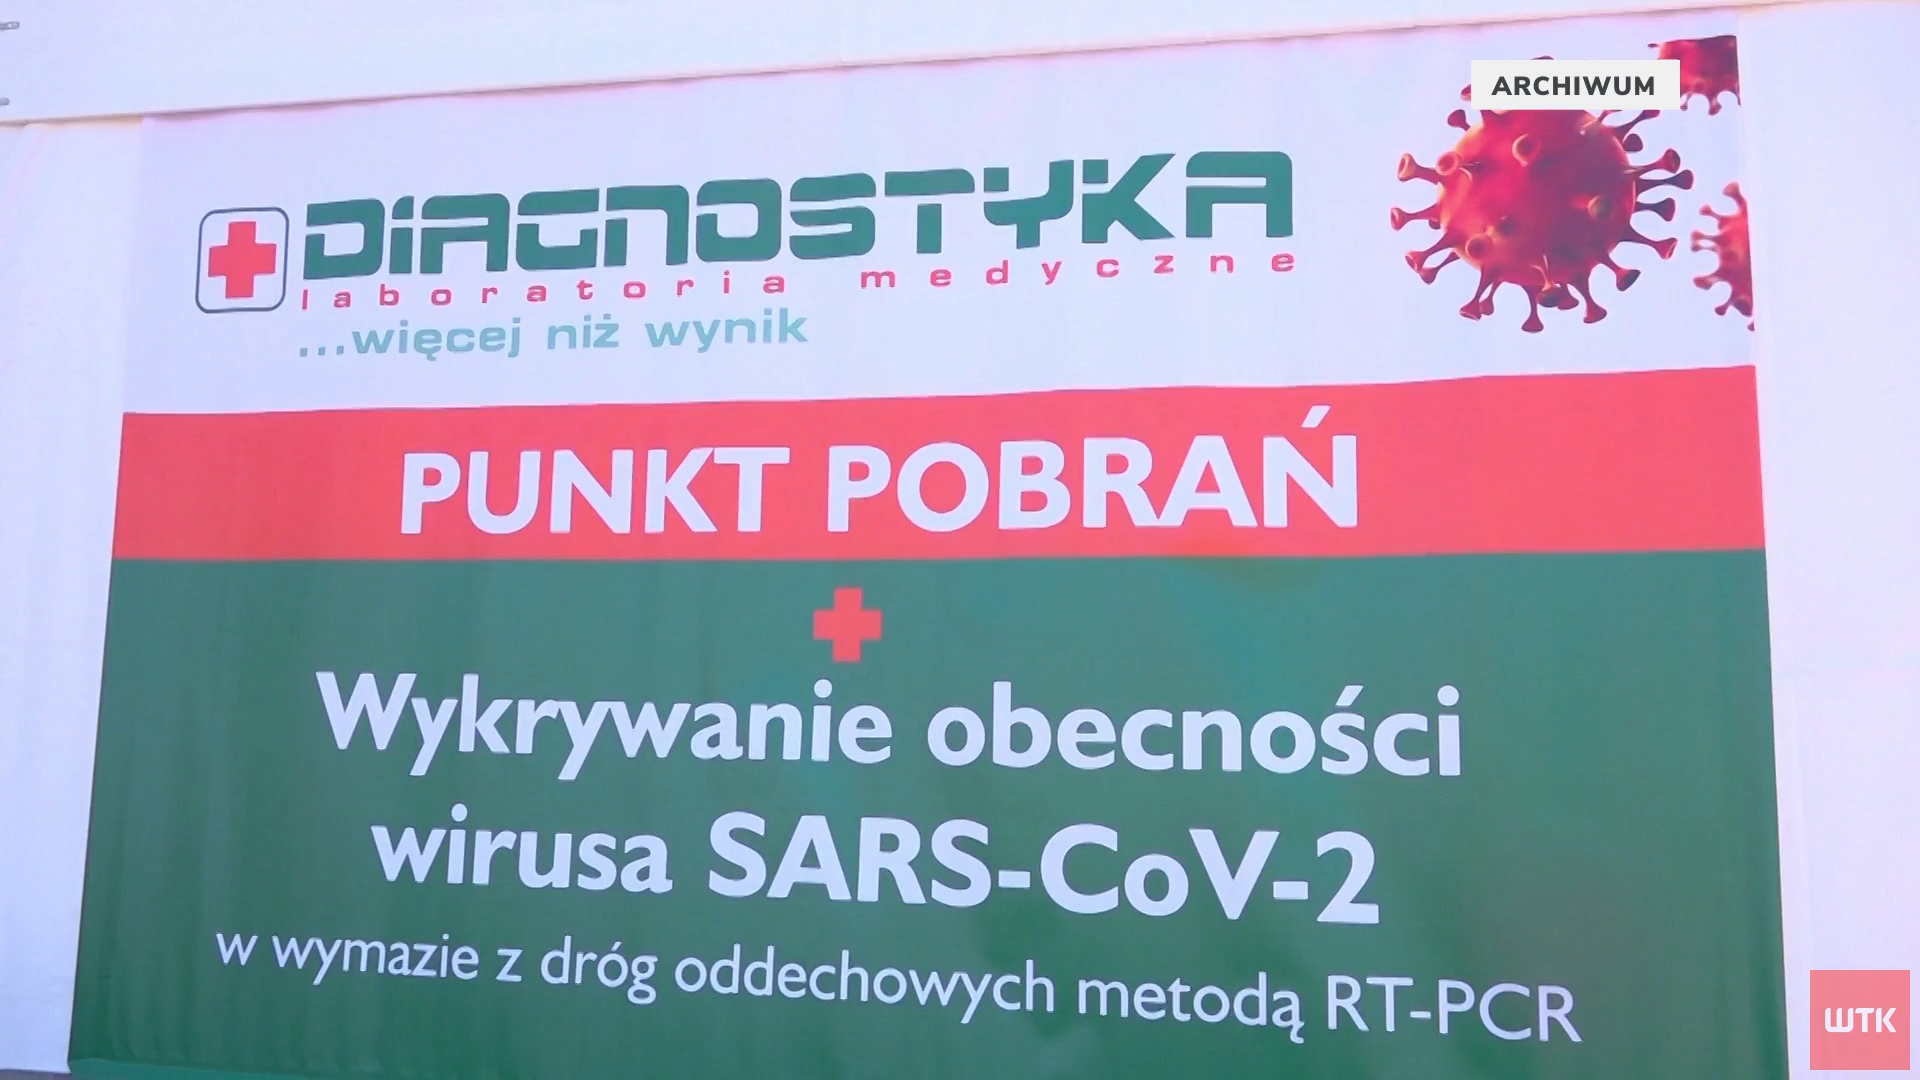 ARCHIWUM
DIAGNOSTYKA
laboratoria medyczne
...więcej niż wynik
PUNKT POBRAŃ
Wykrywanie obecności
wirusa SARS-CoV-2
w wymazie z dróg oddechowych metodą RT-PCR
WTK